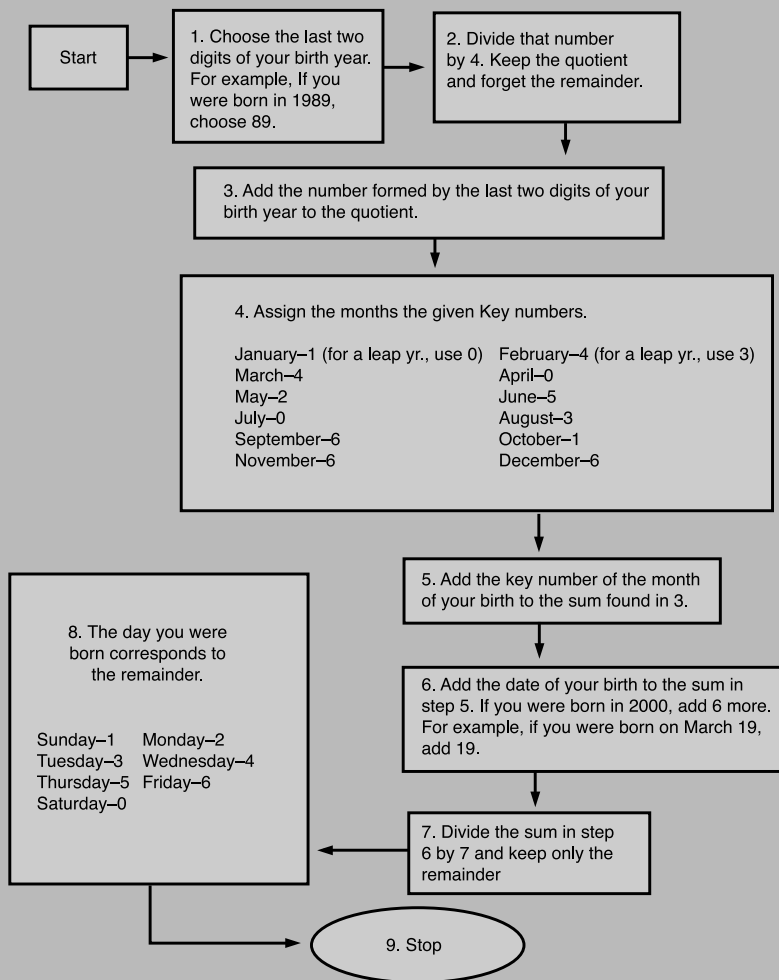 Start
1. Choose the last two
digits of your birth year.
For example, If you
were born in 1989,
choose 89.
2. Divide that number
by 4. Keep the quotient
and forget the remainder.
3. Add the number formed by the last two digits of your
birth year to the quotient.
4. Assign the months the given Key numbers.
January–1 (for a leap yr., use 0) February–4 (for a leap yr., use 3)
March–4 April–0
May–2 June–5
July–0 August–3
September–6 October–1
November–6 December–6
5. Add the key number of the month
of your birth to the sum found in 3.
6. Add the date of your birth to the sum in
step 5. If you were born in 2000, add 6 more.
For example, if you were born on March 19,
add 19.
7. Divide the sum in step
6 by 7 and keep only the
remainder
8. The day you were
born corresponds to
the remainder.
Sunday–1 Monday–2
Tuesday–3 Wednesday–4
Thursday–5 Friday–6
Saturday–0
9. Stop